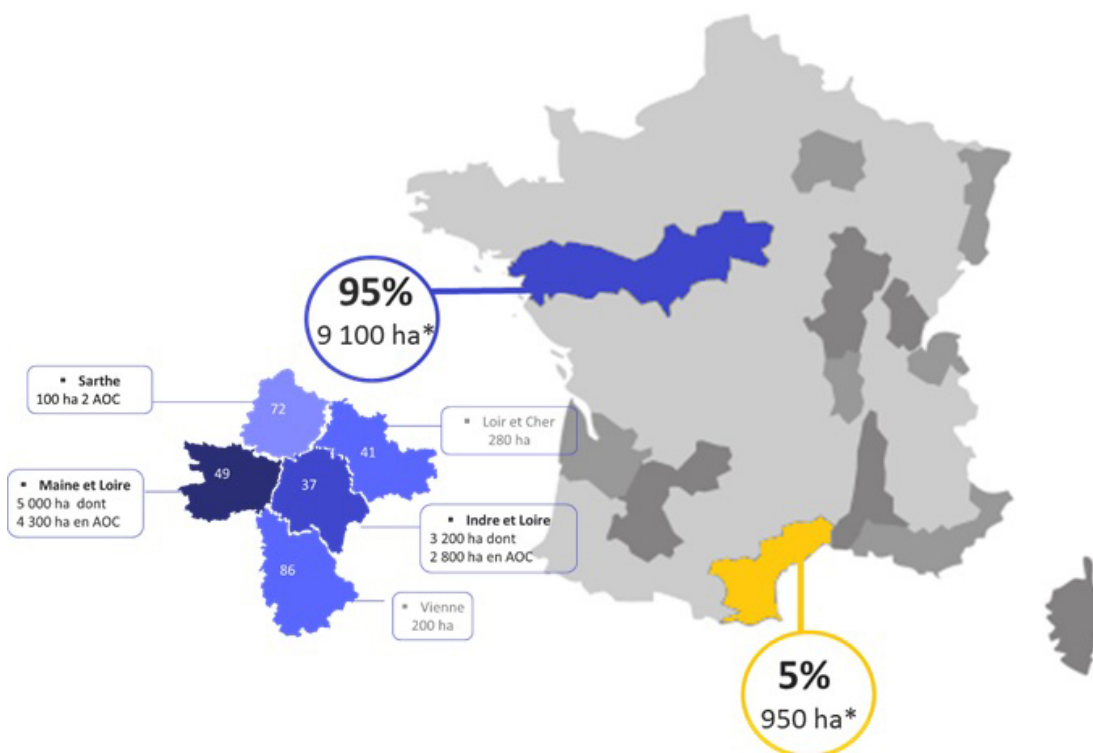 95%
9 100 ha*
▪ Sarthe
100 ha 2 AOC
72
▪ Loir et Cher
280 ha
41
49
37
▪ Maine et Loire
5 000 ha dont
4 300 ha en AOC
▪ Indre et Loire
3 200 ha dont
2 800 ha en AOC
86
▪ Vienne
200 ha
5%
950 ha*